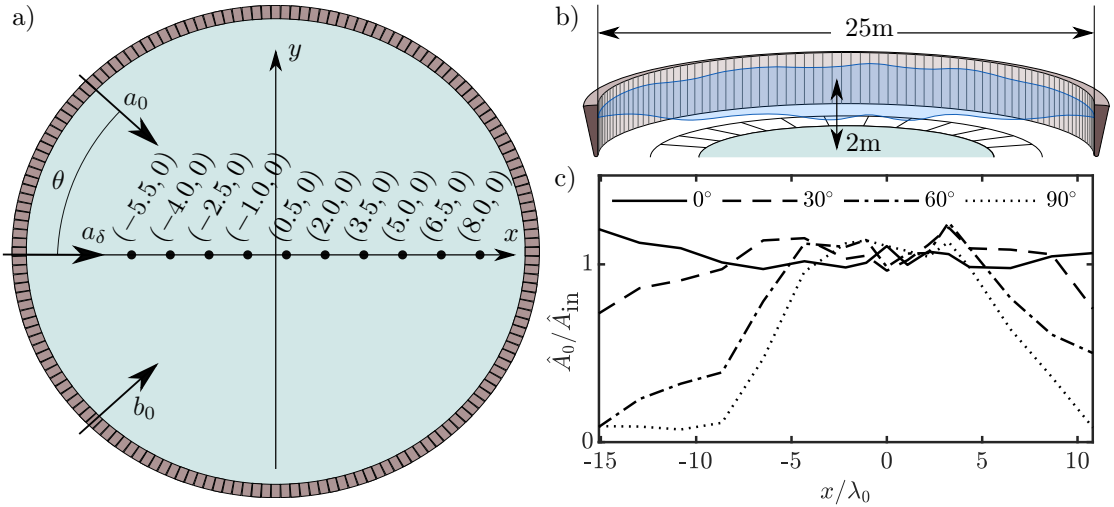 a)
y
a₀
θ
(−5.5, 0)
(−4.0, 0)
(−2.5, 0)
(−1.0, 0)
(0.5, 0)
(2.0, 0)
(3.5, 0)
(5.0, 0)
(6.5, 0)
(8.0, 0)
a_δ
x
b₀
b)
25m
2m
c)
0° 30° 60° 90°
1
0
Â₀/Â_in
-15 -10 -5 0 5 10
x/λ₀